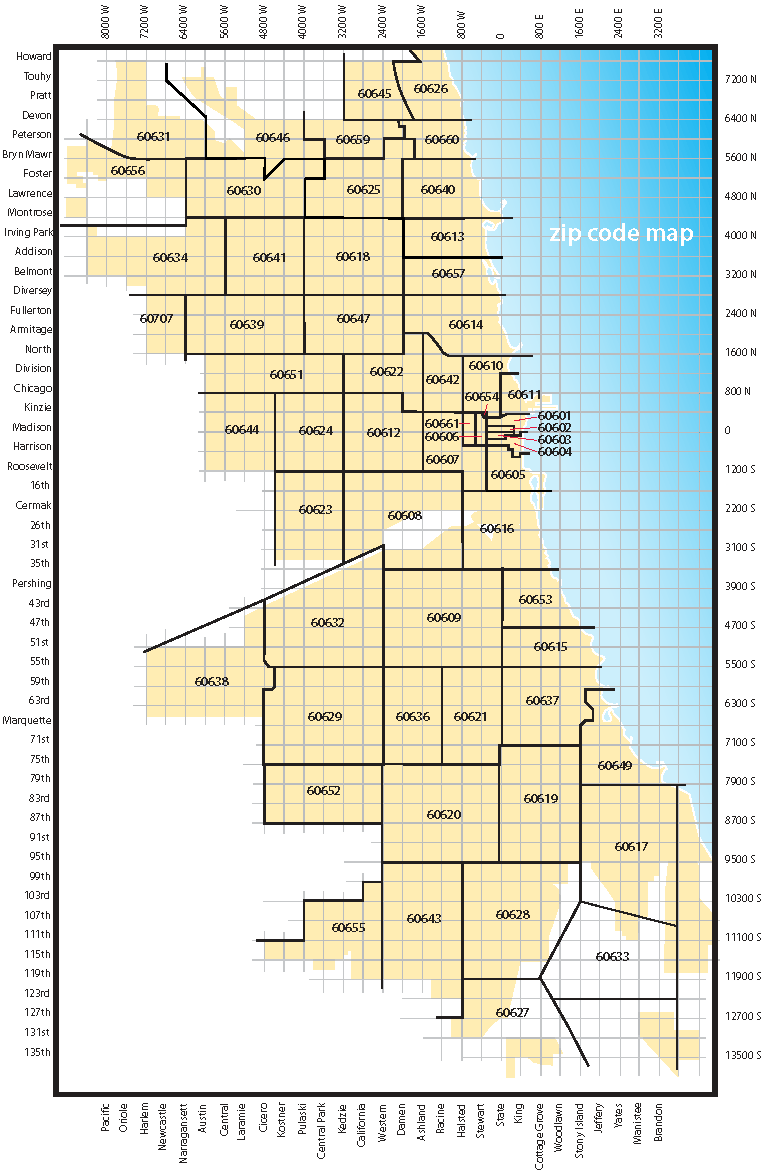 8000 W
7200 W
6400 W
5600 W
4800 W
4000 W
3200 W
2400 W
1600 W
800 W
0
800 E
1600 E
2400 E
3200 E
Howard
Touhy
7200 N
Pratt
60645
60626
Devon
6400 N
Peterson
60631
60646
60659
60660
Bryn Mawr
5600 N
Foster
60656
Lawrence
60630
60625
60640
4800 N
Montrose
Irving Park
zip code map
60613
4000 N
Addison
60634
60641
60618
Belmont
60657
3200 N
Diversey
Fullerton
60707
60639
60647
60614
2400 N
Armitage
North
1600 N
Division
60651
60622
60642
60610
Chicago
60654
60611
800 N
Kinzie
60601
Madison
60644
60624
60612
60661
60602
0
Harrison
60606
60603
60604
Roosevelt
60607
60605
1200 S
16th
Cermak
60623
60608
2200 S
26th
60616
31st
3100 S
35th
Pershing
3900 S
43rd
60653
47th
60632
60609
4700 S
51st
60615
55th
5500 S
59th
60638
63rd
60637
6300 S
Marquette
60629
60636
60621
71st
7100 S
75th
60649
79th
7900 S
83rd
60652
60619
87th
60620
8700 S
91st
60617
95th
9500 S
99th
103rd
10300 S
107th
60655
60643
60628
111th
11100 S
115th
60633
119th
11900 S
123rd
127th
60627
12700 S
131st
135th
13500 S
Pacific
Oriole
Harlem
Newcastle
Narragansett
Austin
Central
Laramie
Cicero
Kostner
Pulaski
Central Park
Kedzie
California
Western
Damen
Ashland
Racine
Halsted
Stewart
State
King
Cottage Grove
Woodlawn
Stony Island
Jeffery
Yates
Manistee
Brandon